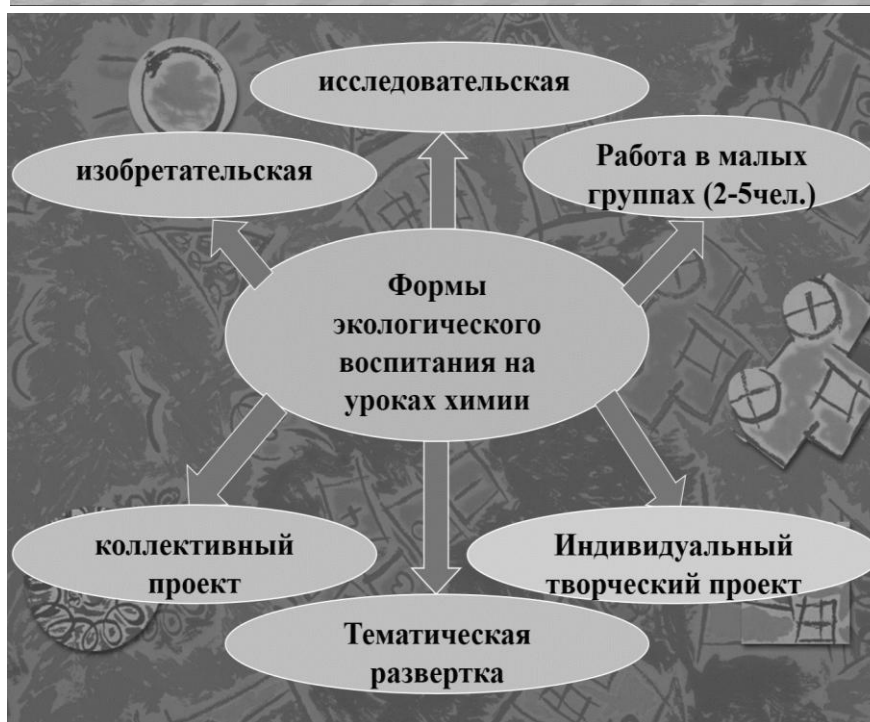 исследовательская
изобретательская
Работа в малых
группах (2-5чел.)
Формы
экологического
воспитания на
уроках химии
коллективный
проект
Индивидуальный
творческий проект
Тематическая
развертка